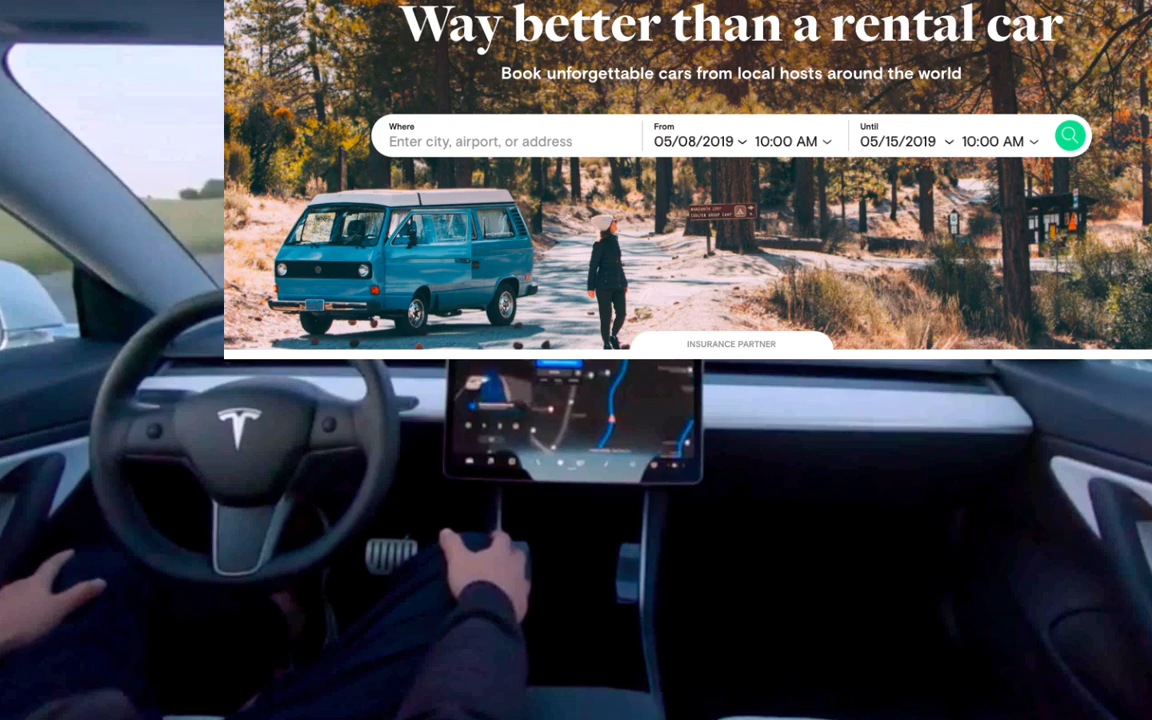 Way better than a rental car
Book unforgettable cars from local hosts around the world
Where
From
Until
Enter city, airport, or address
05/08/2019
10:00 AM
05/15/2019
10:00 AM
INSURANCE PARTNER